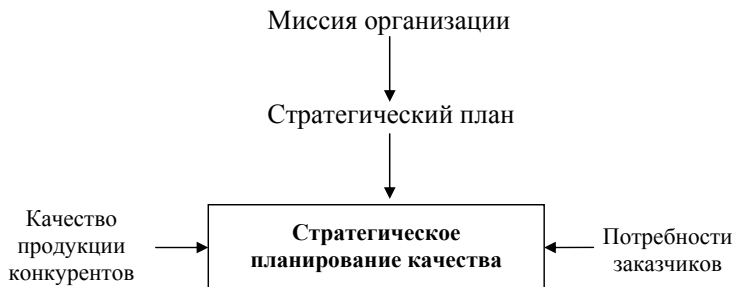 Миссия организации
Стратегический план
Качество
продукции
конкурентов
Стратегическое
планирование качества
Потребности
заказчиков